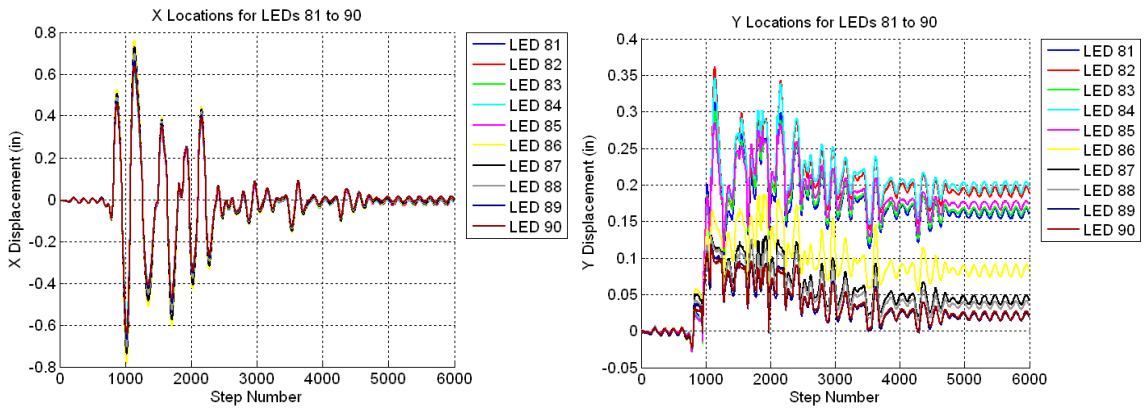 X Locations for LEDs 81 to 90
0.8
0.6
0.4
0.2
0
-0.2
-0.4
-0.6
-0.8
X Displacement (in)
0 1000 2000 3000 4000 5000 6000
Step Number
LED 81
LED 82
LED 83
LED 84
LED 85
LED 86
LED 87
LED 88
LED 89
LED 90
Y Locations for LEDs 81 to 90
0.4
0.35
0.3
0.25
0.2
0.15
0.1
0.05
0
-0.05
Y Displacement (in)
0 1000 2000 3000 4000 5000 6000
Step Number
LED 81
LED 82
LED 83
LED 84
LED 85
LED 86
LED 87
LED 88
LED 89
LED 90